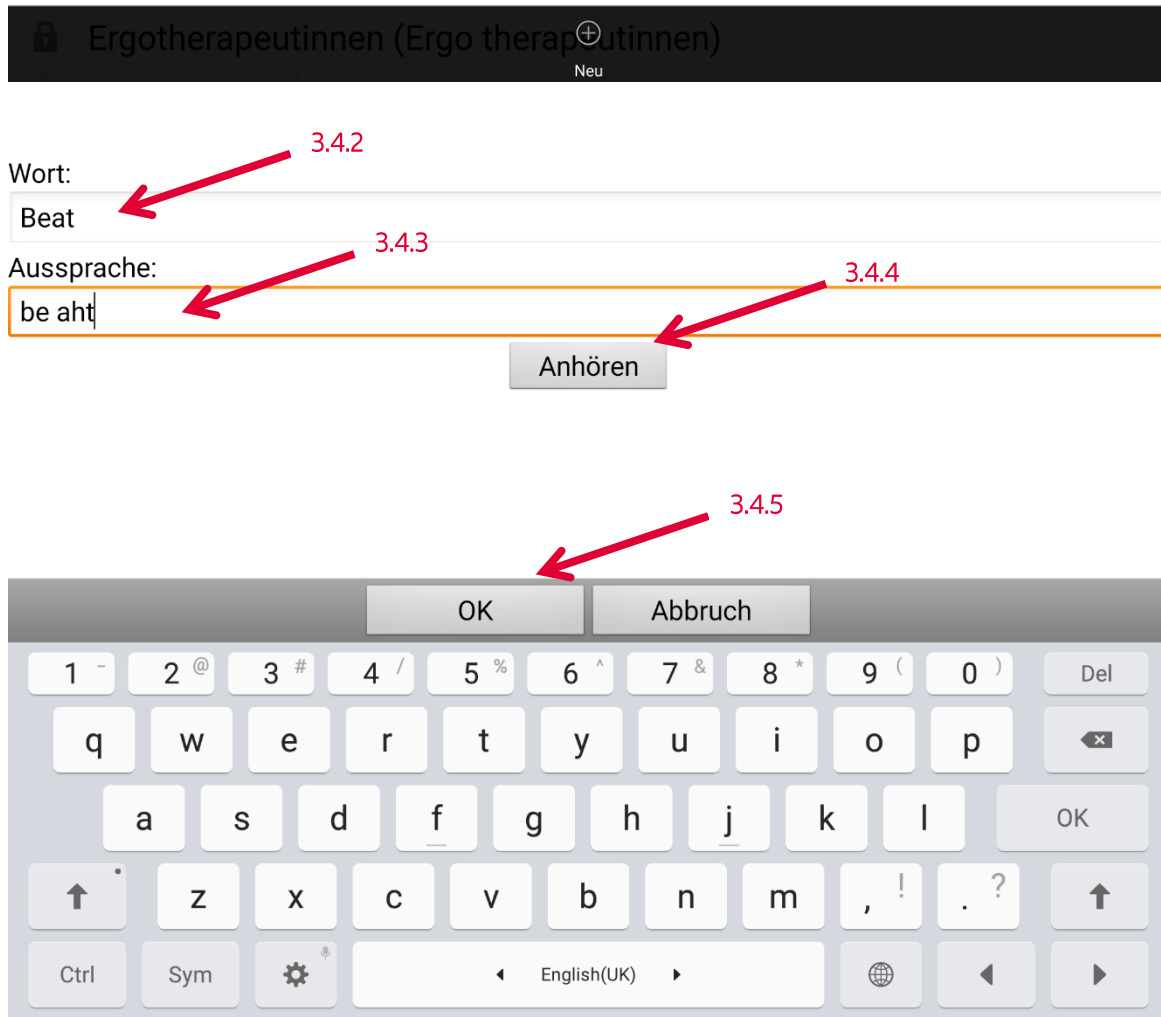 Ergotherapeutinnen (Ergo therapeutinnen)
Neu
3.4.2
Wort:
Beat
3.4.3
Aussprache:
3.4.4
be aht
Anhören
3.4.5
OK Abbruch
1 - 2 @ 3 # 4 / 5 % 6 ^ 7 & 8 * 9 ( 0 ) Del
q w e r t y u i o p
a s d f g h j k l OK
z x c v b n m , ! . ?
Ctrl Sym English(UK)